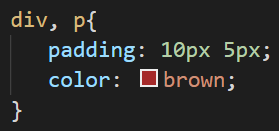 div, p{
padding: 10px 5px;
color: brown;
}